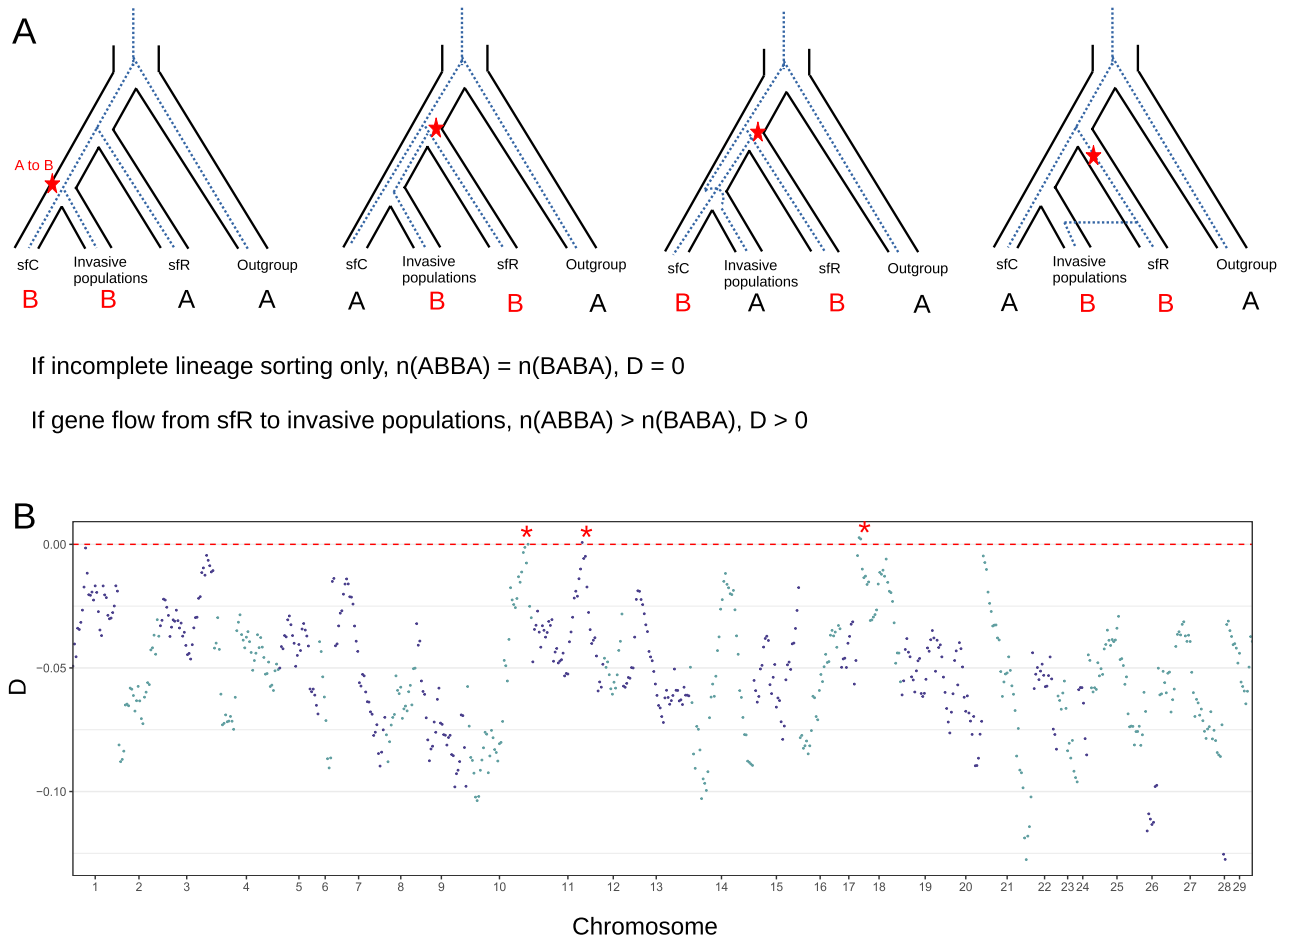 A
A to B
sfC Invasive populations sfR Outgroup
B B A A
sfC Invasive populations sfR Outgroup
A B B A
sfC Invasive populations sfR Outgroup
B A B A
sfC Invasive populations sfR Outgroup
A B B A
If incomplete lineage sorting only, n(ABBA) = n(BABA), D = 0
If gene flow from sfR to invasive populations, n(ABBA) > n(BABA), D > 0
B
* * *
0.00
−0.05
−0.10
D
1 2 3 4 5 6 7 8 9 10 11 12 13 14 15 16 17 18 19 20 21 22 23 24 25 26 27 28 29
Chromosome